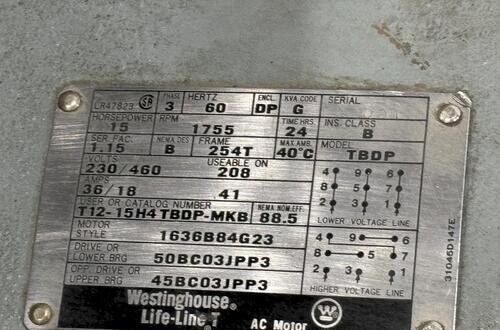 LR47823 SA PHASE 3 HERTZ 60 ENCL. DP KVA CODE G SERIAL
HORSEPOWER 15 RPM 1755 TIME HRS. 24 INS. CLASS B
SER. FAC. 1.15 NEMA DES B FRAME 254T MAX. AMB. 40°C MODEL TBDP
VOLTS 230/460 USEABLE ON 208
AMPS 36/18 41
USER OR CATALOG NUMBER T12-15H4TBDP-MKB NEMA NOM. EFF. 88.5
MOTOR STYLE 1636B84G23
DRIVE OR LOWER BRG 50BC03JPP3
OPP. DRIVE OR UPPER BRG 45BC03JPP3
Westinghouse W
Life-Line T AC Motor
4 9 6
8 5 7
2 3 1
LOWER VOLTAGE LINE
4 9 6
8 5 7
2 3 1
HIGHER VOLTAGE LINE
31045D147E